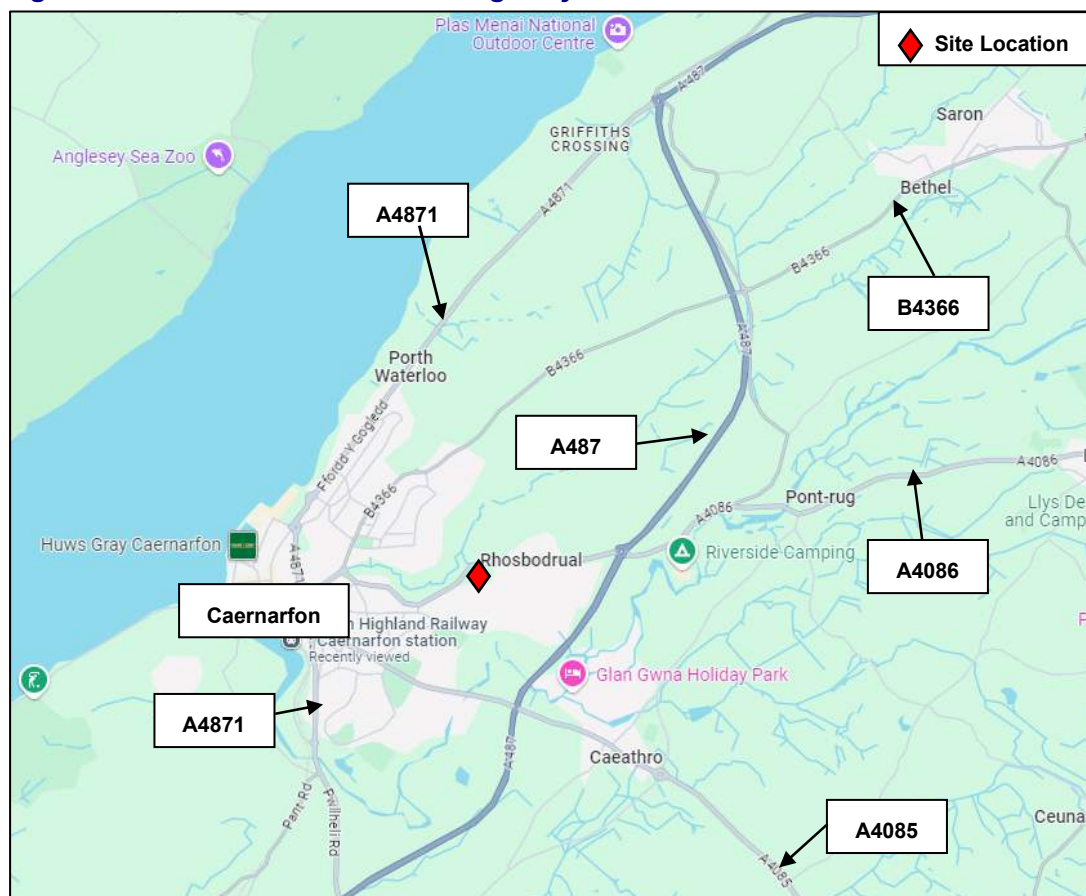 Plas Menai National
Outdoor Centre
Site Location
A487
Saron
GRIFFITHS
CROSSING
Anglesey Sea Zoo
Bethel
A4871
A4871
B4366
B4366
Porth
Waterloo
B4366
A487
Ffordd Y Gogledd
A487
A4086
Pont-rug
Llys De
and Camp
B4366
A4086
Huws Gray Caernarfon
Rhosbodrual
Riverside Camping
A4871
A4086
Caernarfon
Highland Railway
Caernarfon station
Recently viewed
Glan Gwna Holiday Park
A4871
A487
Caeathro
Pant Rd
Pwllheli Rd
Ceuna
A4085
A4085